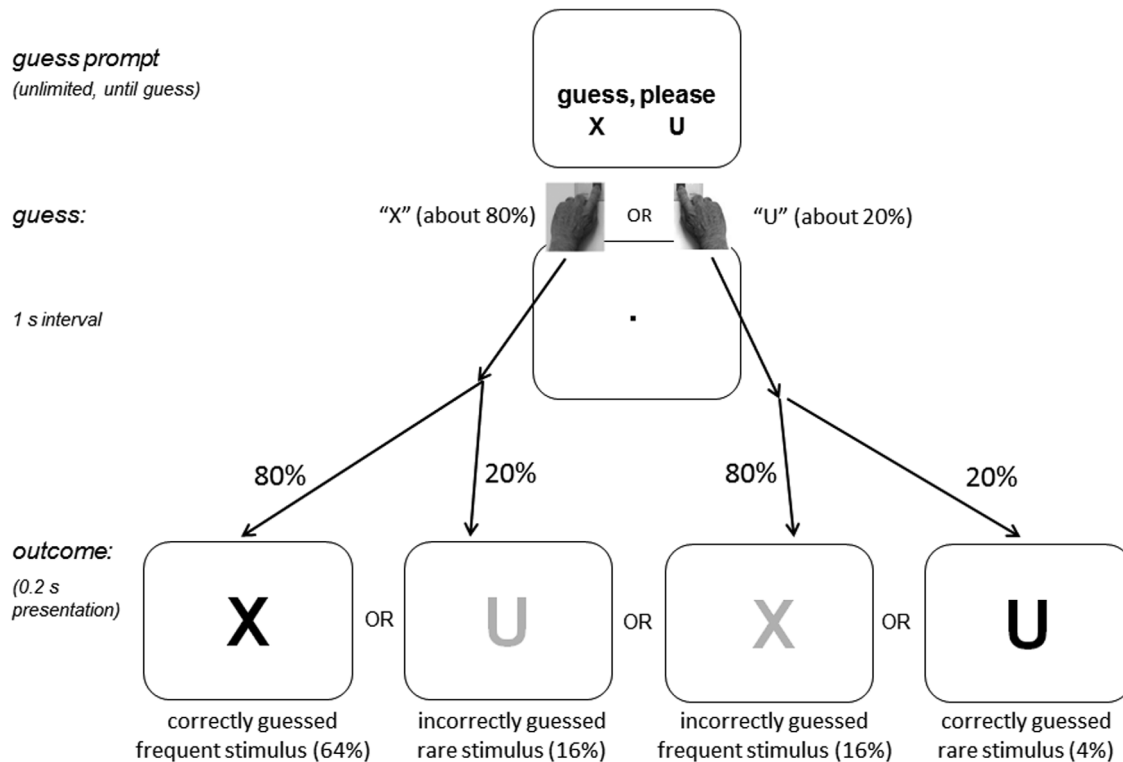 guess prompt
(unlimited, until guess)
guess, please
X U
guess:
“X” (about 80%) OR “U” (about 20%)
1 s interval
80% 20% 80% 20%
outcome:
(0.2 s
presentation)
X OR U OR X OR U
correctly guessed
frequent stimulus (64%)
incorrectly guessed
rare stimulus (16%)
incorrectly guessed
frequent stimulus (16%)
correctly guessed
rare stimulus (4%)